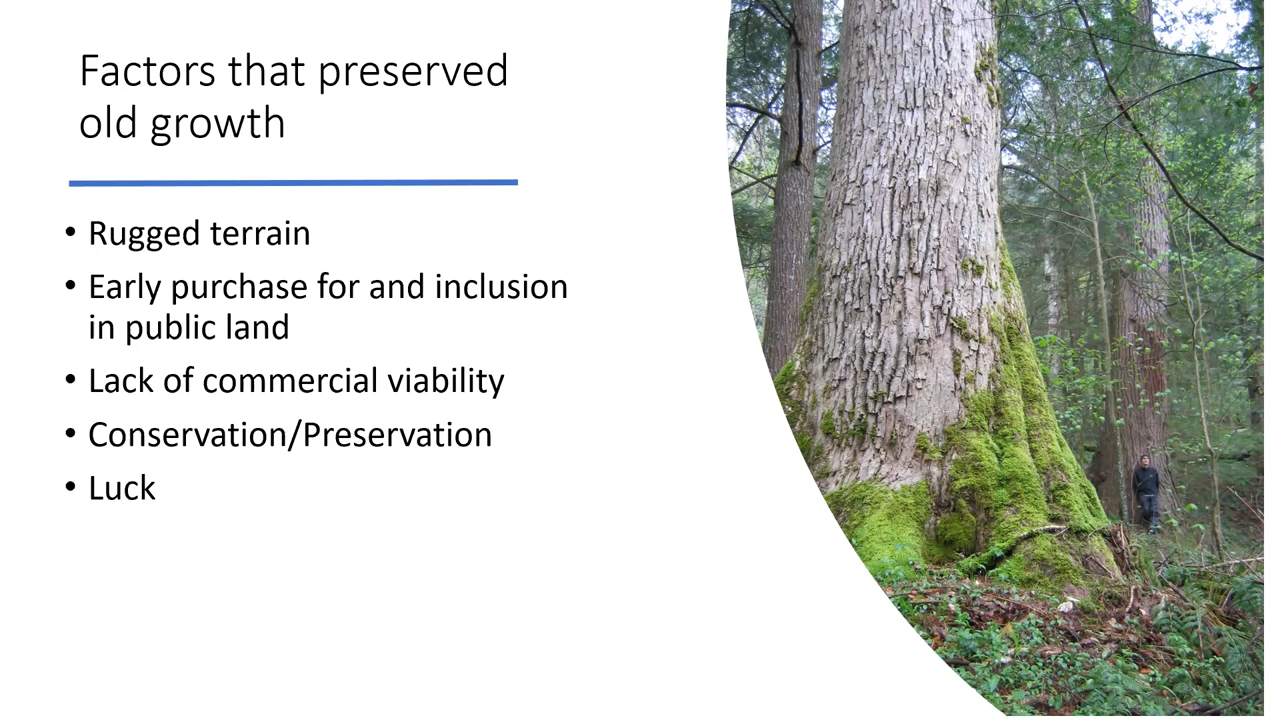 Factors that preserved
old growth
• Rugged terrain
• Early purchase for and inclusion
in public land
• Lack of commercial viability
• Conservation/Preservation
• Luck